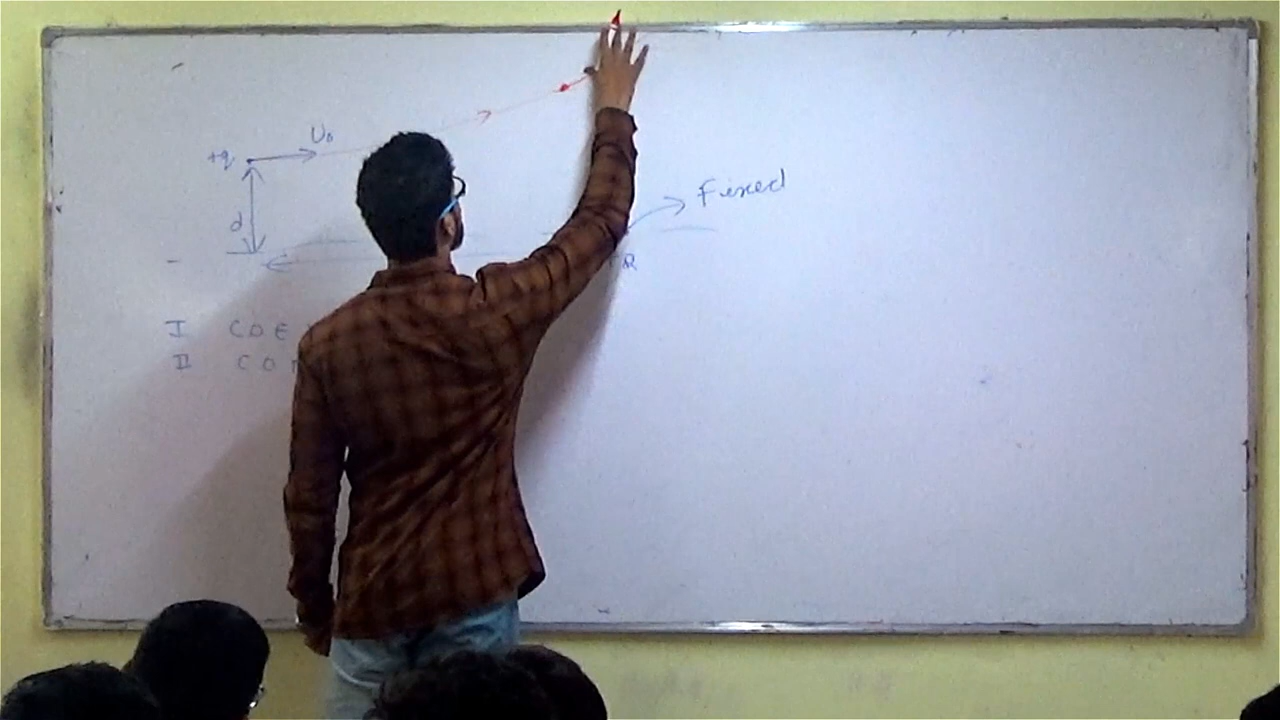 +q U₀
Fixed
d
-
Q
I COE
II CO